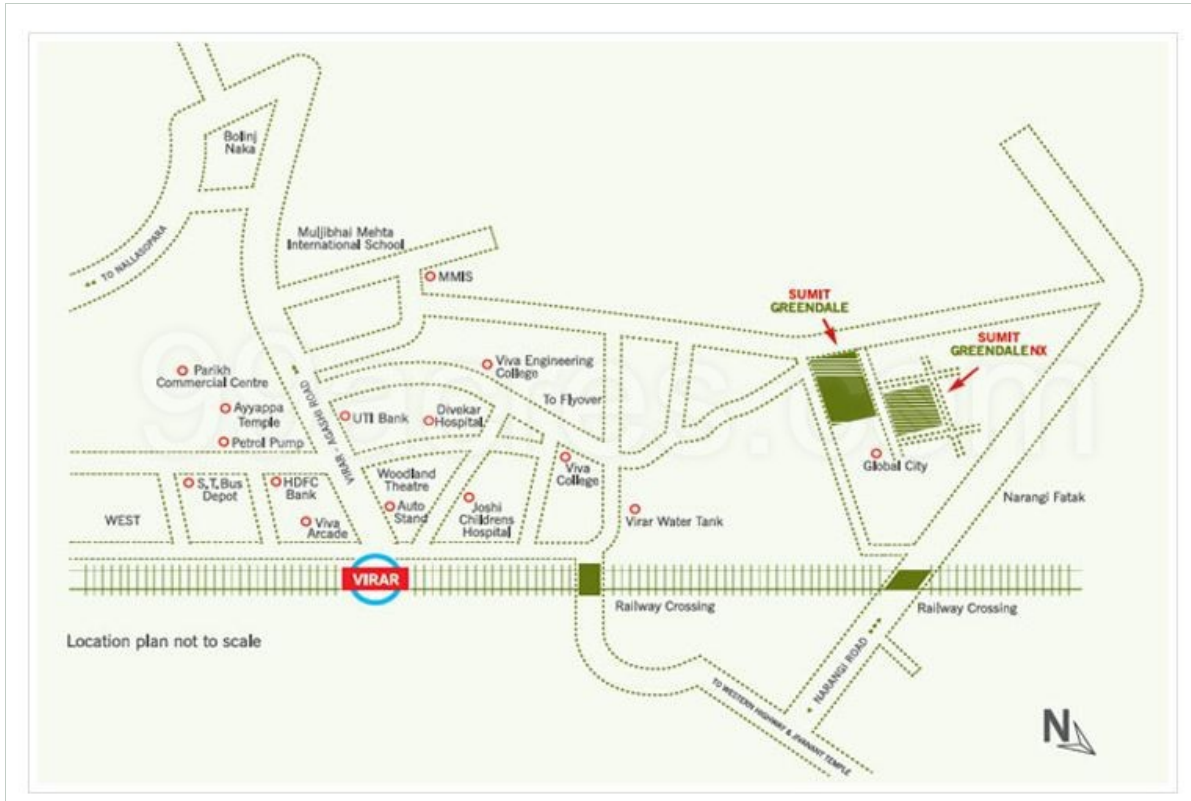 Bolinj
Naka
TO NALLASOPARA
Muljibhai Mehta
International School
MMIS
SUMIT
GREENDALE
SUMIT
GREENDALE NX
Parikh
Commercial Centre
Ayyappa
Temple
Petrol Pump
VIRAR - AGASHI ROAD
UTI Bank
Divekar
Hospital
Viva Engineering
College
To Flyover
Woodland
Theatre
Viva
College
Global City
Narangi Fatak
WEST
S.T. Bus
Depot
HDFC
Bank
Viva
Arcade
Auto
Stand
Joshi
Childrens
Hospital
Virar Water Tank
VIRAR
Railway Crossing
Railway Crossing
Location plan not to scale
NARANGI ROAD
TO WESTERN HIGHWAY & JIVANANT TEMPLE
N
99acres.com